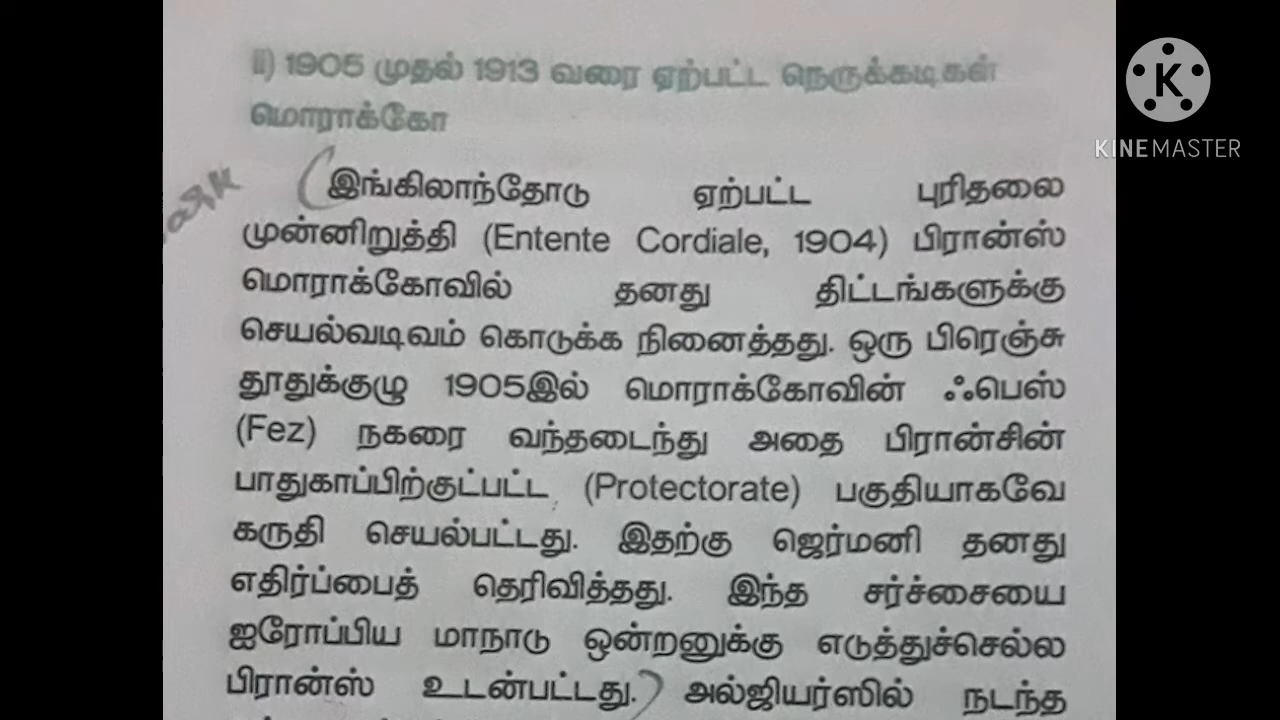 ii) 1905 முதல் 1913 வரை ஏற்பட்ட நெருக்கடிகள்
மொராக்கோ
இங்கிலாந்தோடு ஏற்பட்ட புரிதலை
முன்னிறுத்தி (Entente Cordiale, 1904) பிரான்ஸ்
மொராக்கோவில் தனது திட்டங்களுக்கு
செயல்வடிவம் கொடுக்க நினைத்தது. ஒரு பிரெஞ்சு
தூதுக்குழு 1905இல் மொராக்கோவின் ஃபெஸ்
(Fez) நகரை வந்தடைந்து அதை பிரான்சின்
பாதுகாப்பிற்குட்பட்ட (Protectorate) பகுதியாகவே
கருதி செயல்பட்டது. இதற்கு ஜெர்மனி தனது
எதிர்ப்பைத் தெரிவித்தது. இந்த சர்ச்சையை
ஐரோப்பிய மாநாடு ஒன்றனுக்கு எடுத்துச்செல்ல
பிரான்ஸ் உடன்பட்டது. அல்ஜியர்ஸில் நடந்த
K
KINEMASTER